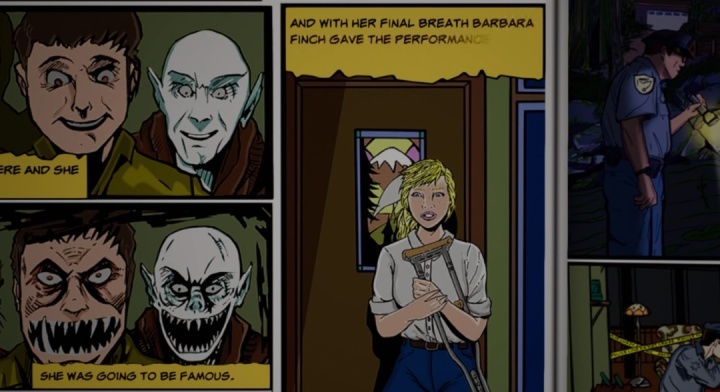 ERE AND SHE
SHE WAS GOING TO BE FAMOUS.
AND WITH HER FINAL BREATH BARBARA
FINCH GAVE THE PERFORMANCE